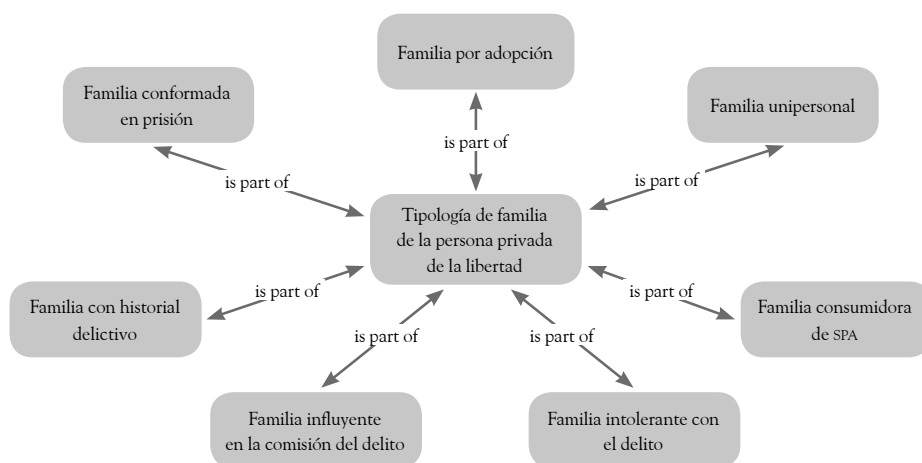 Familia por adopción
Familia conformada
en prisión
Familia unipersonal
is part of
is part of
is part of
Tipología de familia
de la persona privada
de la libertad
Familia con historial
delictivo
is part of
is part of
Familia consumidora
de SPA
is part of
is part of
Familia influyente
en la comisión del delito
Familia intolerante con
el delito